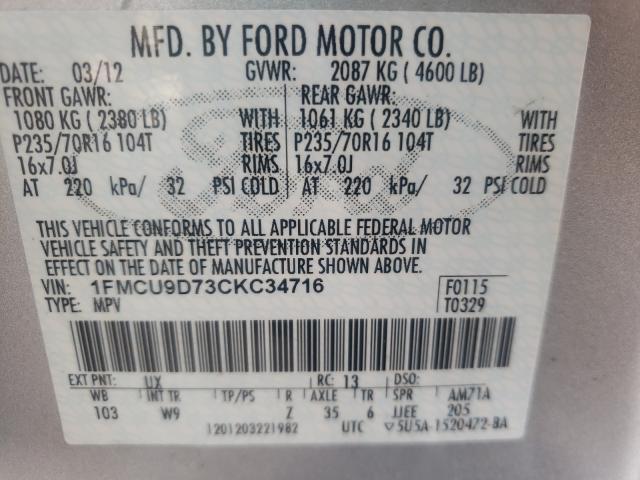 MFD. BY FORD MOTOR CO.
DATE: 03/12 GVWR: 2087 KG ( 4600 LB)
FRONT GAWR: REAR GAWR:
1080 KG ( 2380 LB) WITH 1061 KG ( 2340 LB) WITH
P235/70R16 104T TIRES P235/70R16 104T TIRES
16x7.0J RIMS 16x7.0J RIMS
AT 220 kPa/ 32 PSI COLD AT 220 kPa/ 32 PSI COLD
THIS VEHICLE CONFORMS TO ALL APPLICABLE FEDERAL MOTOR
VEHICLE SAFETY AND THEFT PREVENTION STANDARDS IN
EFFECT ON THE DATE OF MANUFACTURE SHOWN ABOVE.
VIN: 1FMCU9D73CKC34716 F0115
TYPE: MPV T0329
EXT PNT: UX RC: 13 DSO:
WB INT TR TP/PS R AXLE TR SPR AM71A
103 W9 Z 35 6 JJEE 205
1201203221982 UTC ▽5U5A-1520472-BA